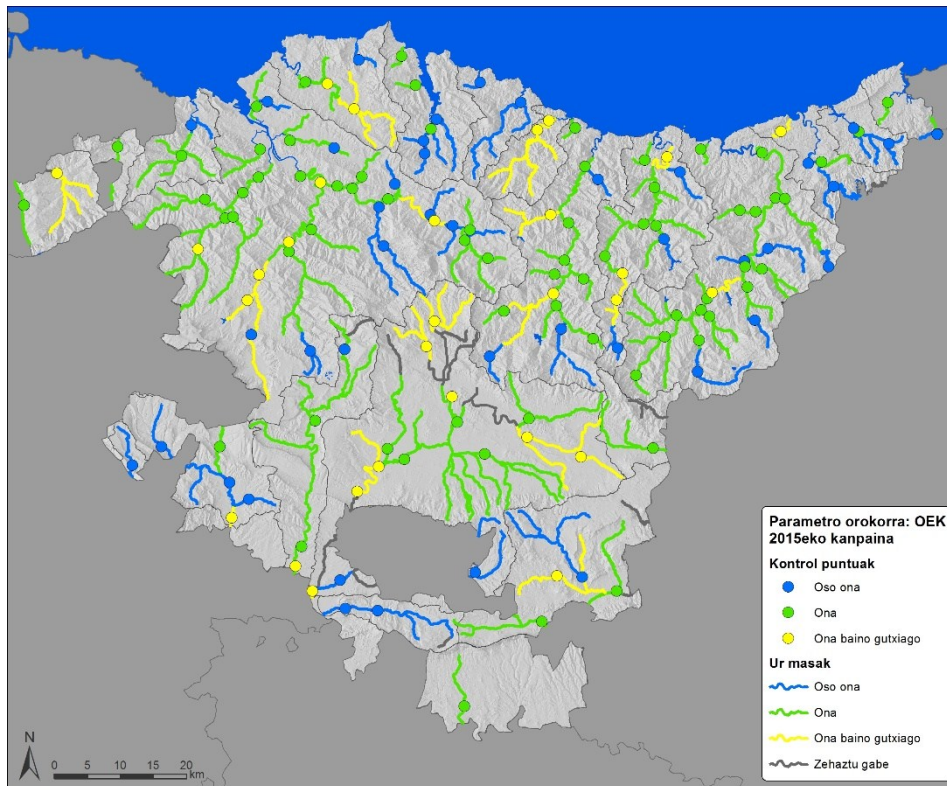 Parametro orokorra: OEK
2015eko kanpaina
Kontrol puntuak
Oso ona
Ona
Ona baino gutxiago
Ur masak
Oso ona
Ona
Ona baino gutxiago
Zehaztu gabe
N
0 5 10 15 20
km